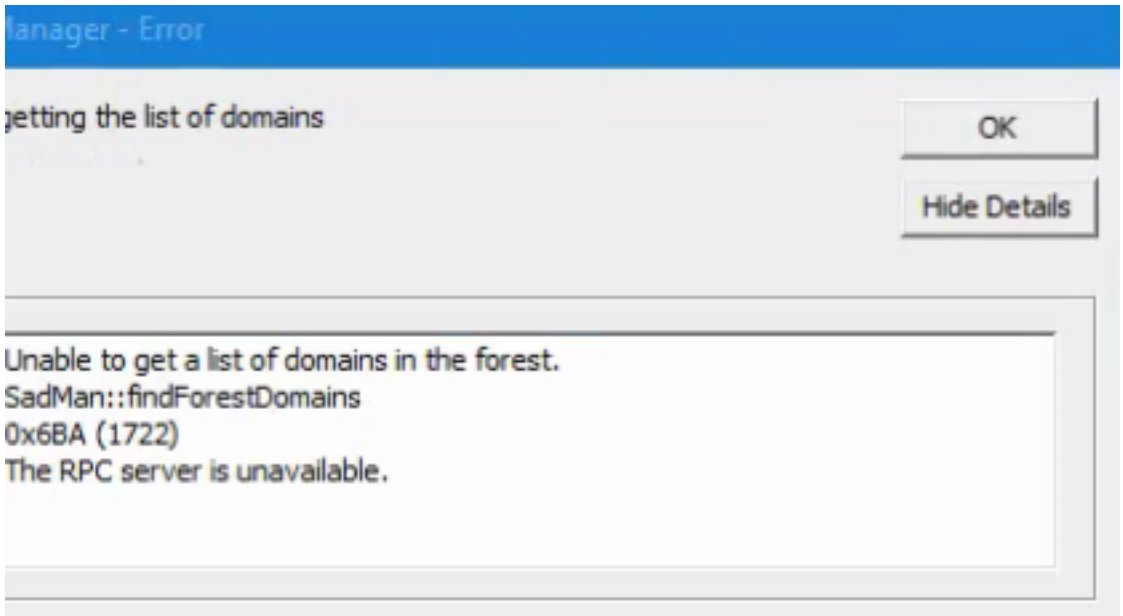 Manager - Error
getting the list of domains
OK
Hide Details
Unable to get a list of domains in the forest.
SadMan::findForestDomains
0x6BA (1722)
The RPC server is unavailable.